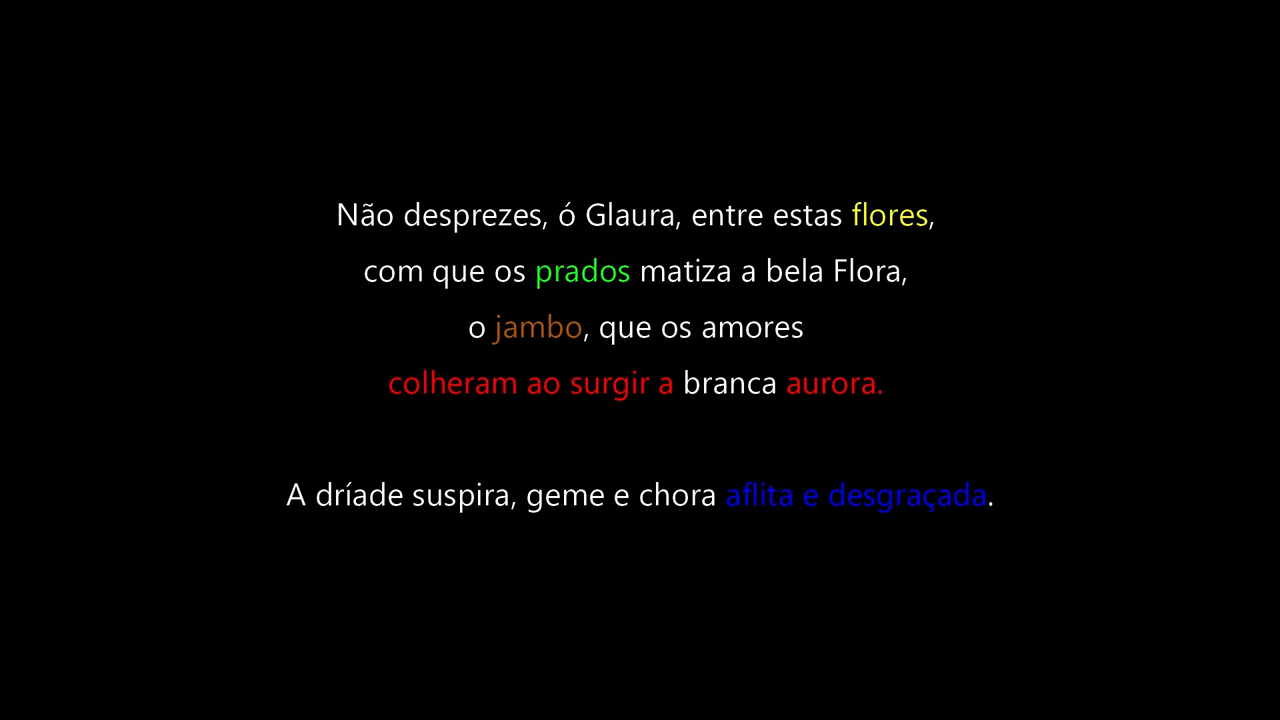 Não desprezes, ó Glaura, entre estas flores,
com que os prados matiza a bela Flora,
o jambo, que os amores
colheram ao surgir a branca aurora.
A dríade suspira, geme e chora aflita e desgraçada.